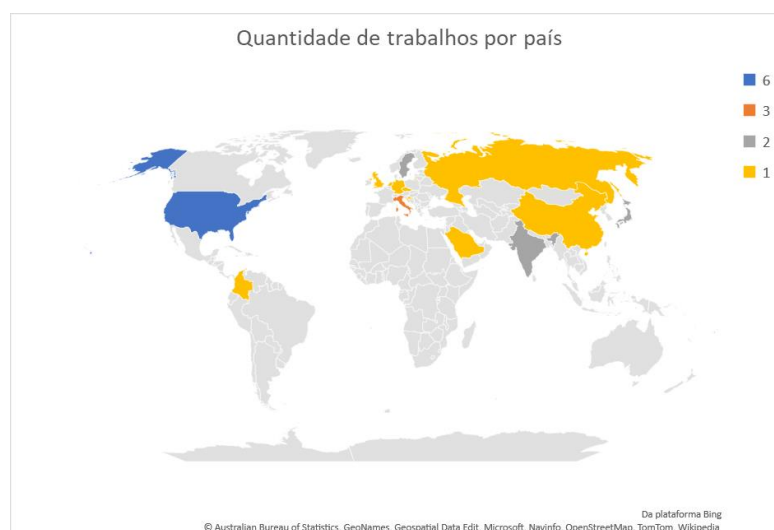 Quantidade de trabalhos por país
6
3
2
1
Da plataforma Bing
© Australian Bureau of Statistics, GeoNames, Geospatial Data Edit, Microsoft, Navinfo, OpenStreetMap, TomTom, Wikipedia